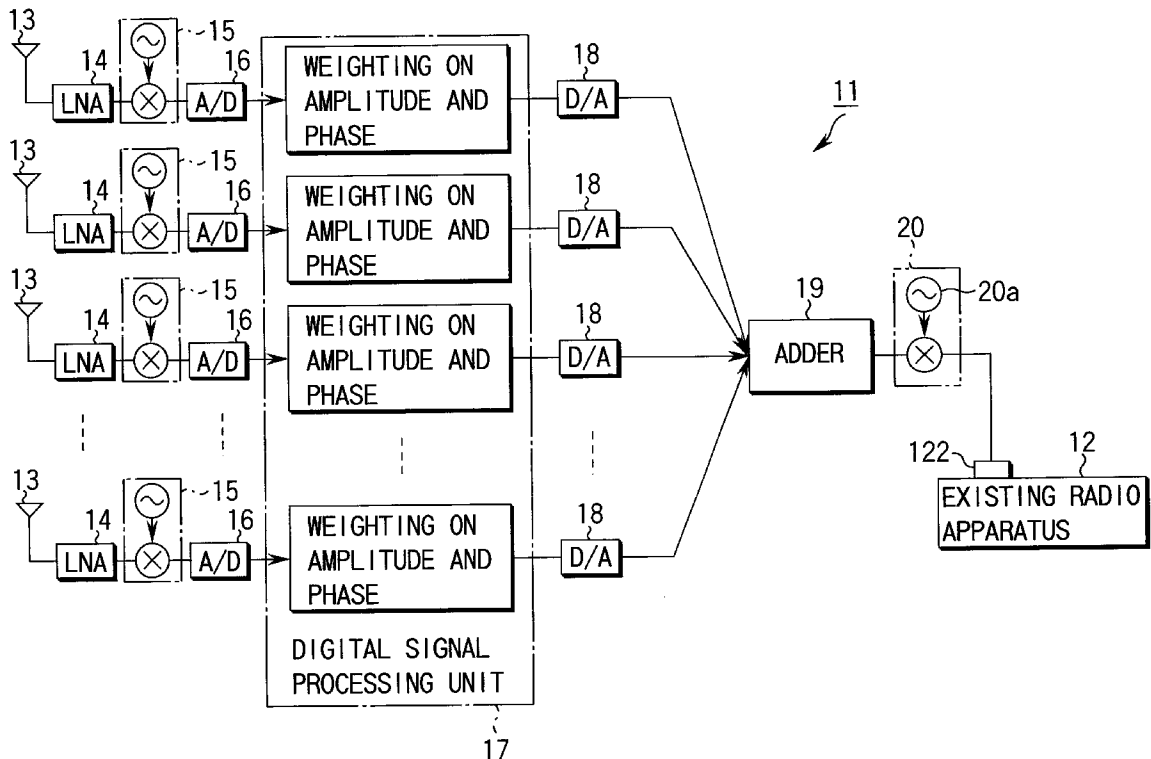 13
14
15
16
LNA
A/D
WEIGHTING ON
AMPLITUDE AND
PHASE
18
D/A
11
13
14
15
16
LNA
A/D
WEIGHTING ON
AMPLITUDE AND
PHASE
18
D/A
13
14
15
16
LNA
A/D
WEIGHTING ON
AMPLITUDE AND
PHASE
18
D/A
19
ADDER
20
20a
13
14
15
16
LNA
A/D
WEIGHTING ON
AMPLITUDE AND
PHASE
18
D/A
122
12
EXISTING RADIO
APPARATUS
DIGITAL SIGNAL
PROCESSING UNIT
17